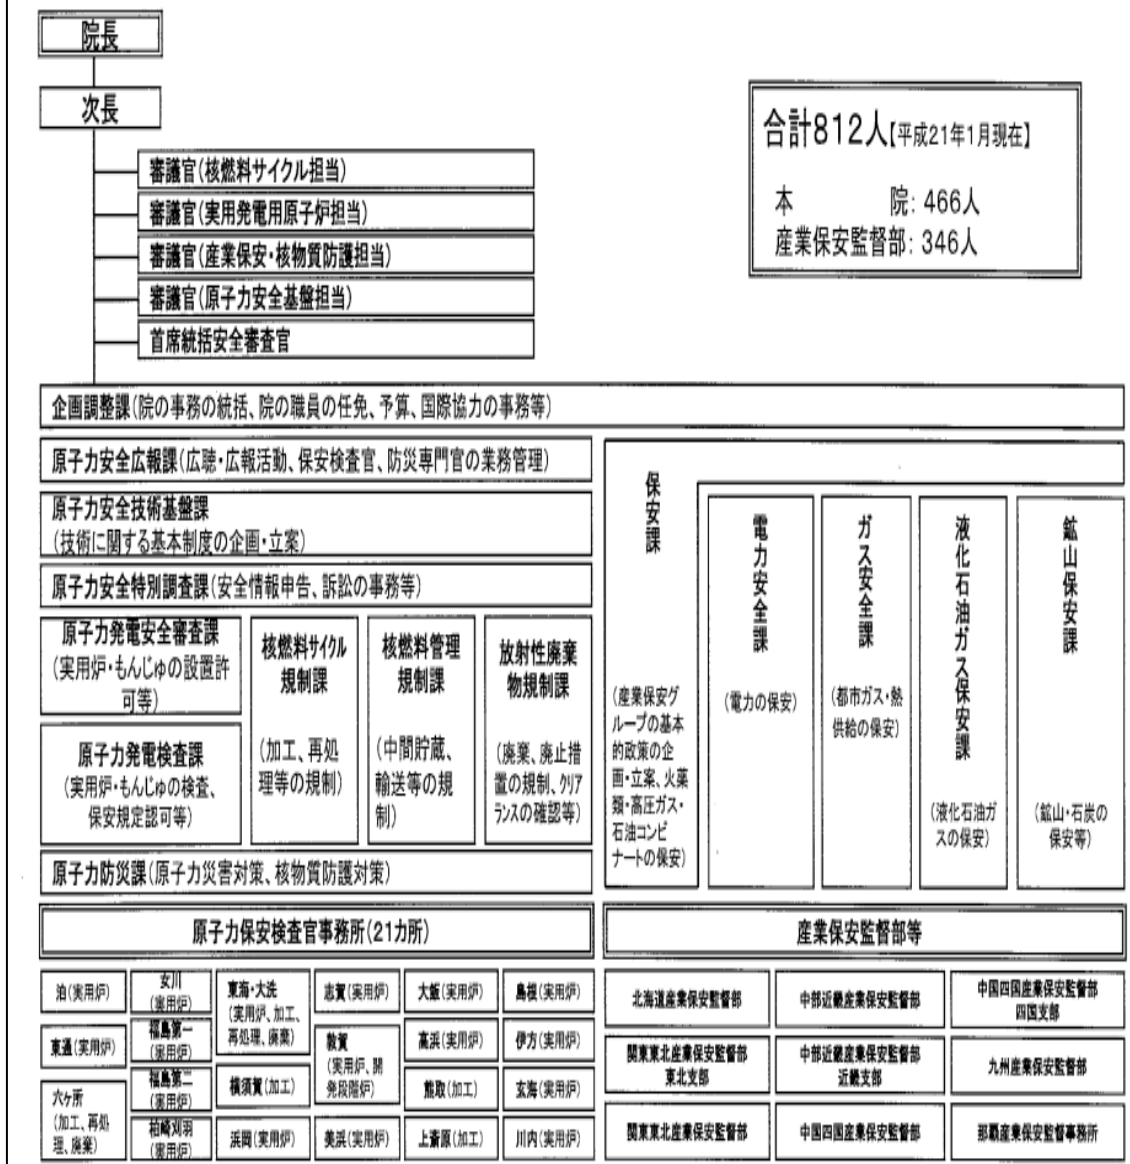 院長
次長
合計812人【平成21年1月現在】
本　　　　院: 466人
産業保安監督部: 346人
審議官(核燃料サイクル担当)
審議官(実用発電用原子炉担当)
審議官(産業保安・核物質防護担当)
審議官(原子力安全基盤担当)
首席統括安全審査官
企画調整課(院の事務の統括、院の職員の任免、予算、国際協力の事務等)
原子力安全広報課(広聴・広報活動、保安検査官、防災専門官の業務管理)
原子力安全技術基盤課
(技術に関する基本制度の企画・立案)
原子力安全特別調査課(安全情報申告、訴訟の事務等)
原子力発電安全審査課
(実用炉・もんじゅの設置許
可等)
原子力発電検査課
(実用炉・もんじゅの検査、
保安規定認可等)
核燃料サイクル
規制課
(加工、再処
理等の規制)
核燃料管理
規制課
(中間貯蔵、
輸送等の規
制)
放射性廃棄
物規制課
(廃棄、廃止措
置の規制、クリア
ランスの確認等)
原子力防災課(原子力災害対策、核物質防護対策)
保安課
(産業保安グ
ループの基本
的政策の企
画・立案、火薬
類・高圧ガス・
石油コンビ
ナートの保安)
電力安全課
(電力の保安)
ガス安全課
(都市ガス・熱
供給の保安)
液化石油ガス保安課
(液化石油ガ
スの保安)
鉱山保安課
(鉱山・石炭の
保安等)
原子力保安検査官事務所(21カ所)
泊(実用炉)
東通(実用炉)
六ヶ所
(加工、再処
理、廃棄)
女川
(実用炉)
福島第一
(実用炉)
福島第二
(実用炉)
柏崎刈羽
(実用炉)
東海・大洗
(実用炉、加工、
再処理、廃棄)
横須賀(加工)
浜岡(実用炉)
志賀(実用炉)
敦賀
(実用炉、開
発段階炉)
美浜(実用炉)
大飯(実用炉)
高浜(実用炉)
熊取(加工)
上斎原(加工)
島根(実用炉)
伊方(実用炉)
玄海(実用炉)
川内(実用炉)
産業保安監督部等
北海道産業保安監督部
関東東北産業保安監督部
東北支部
関東東北産業保安監督部
中部近畿産業保安監督部
中部近畿産業保安監督部
近畿支部
中国四国産業保安監督部
中国四国産業保安監督部
四国支部
九州産業保安監督部
那覇産業保安監督事務所